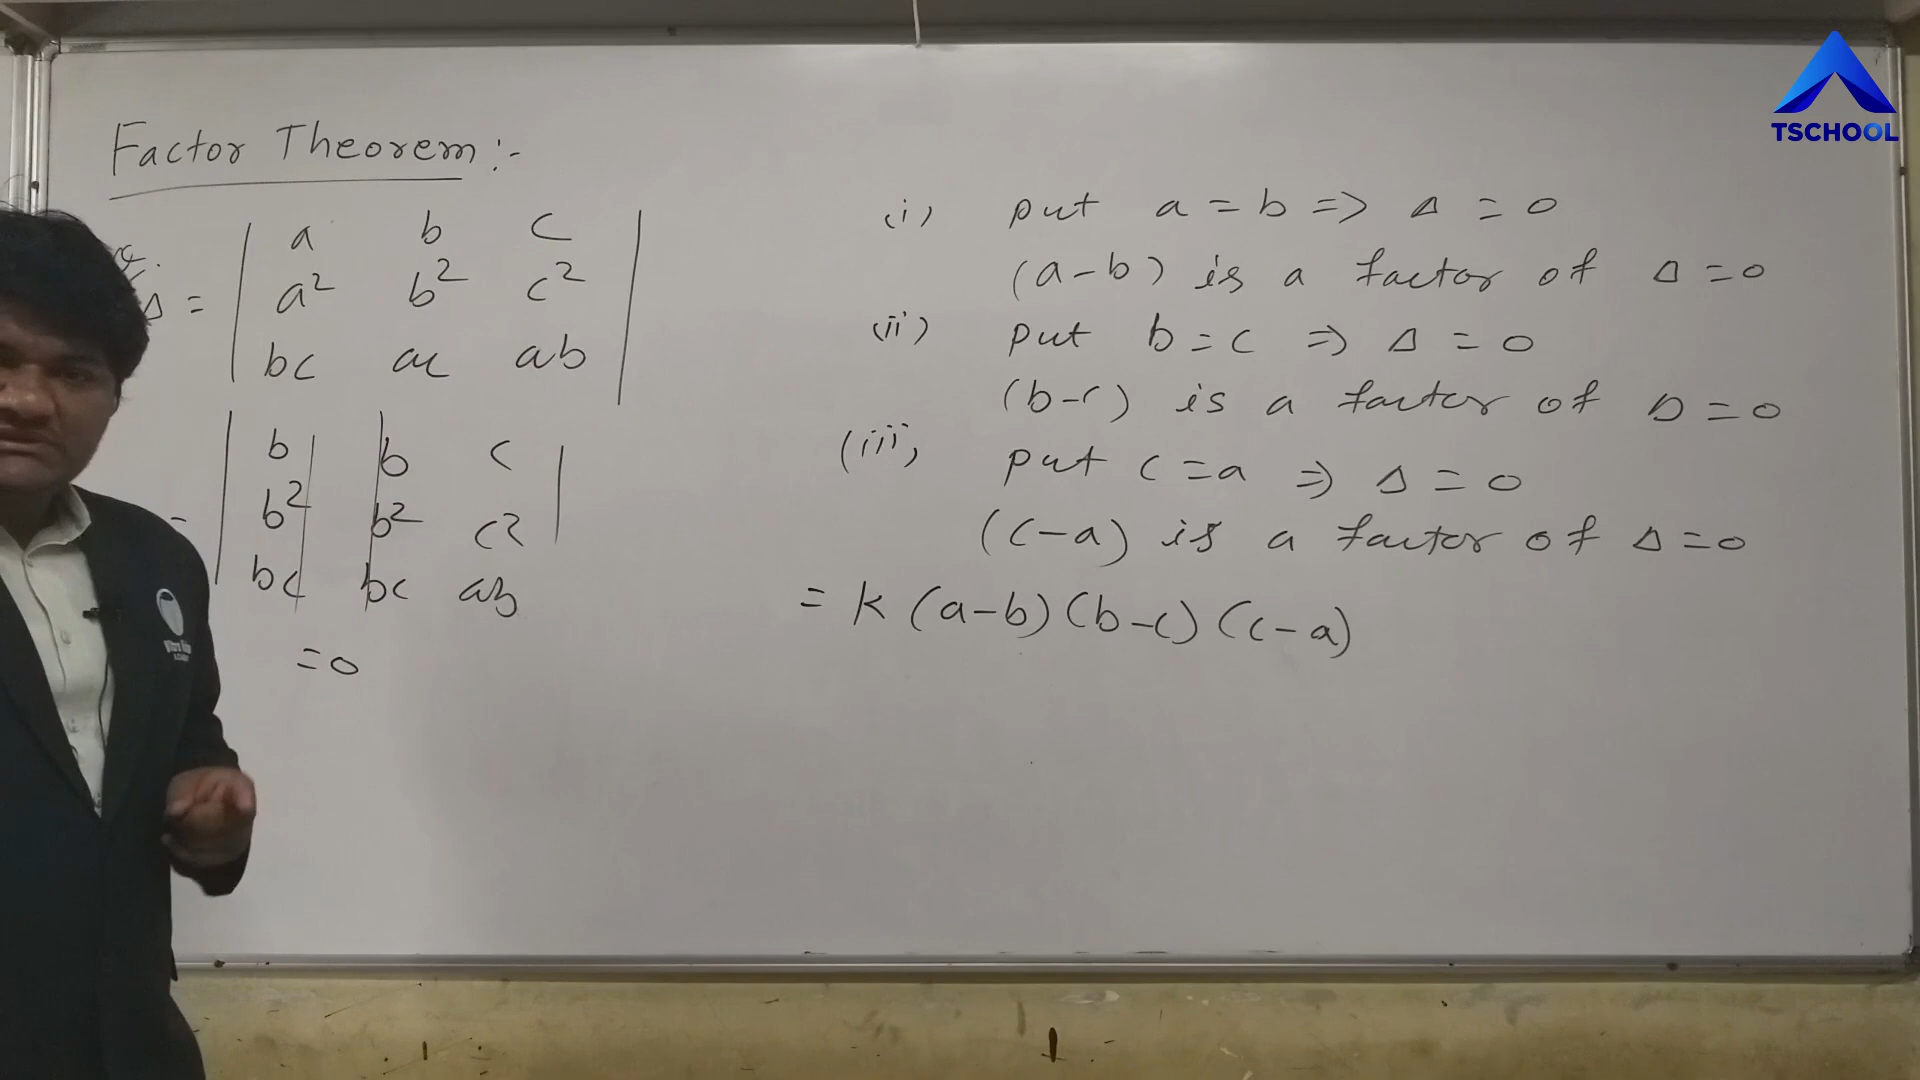 Factor Theorem :-
Δ = | a b c |
| a² b² c² |
| bc ac ab |
= | b b c |
| b² b² c² |
| bc bc ab |
= 0
(i) put a = b => Δ = 0
(a-b) is a factor of Δ = 0
(ii) put b = c => Δ = 0
(b-c) is a factor of Δ = 0
(iii) put c = a => Δ = 0
(c-a) is a factor of Δ = 0
= k (a-b) (b-c) (c-a)
TSCHOOL